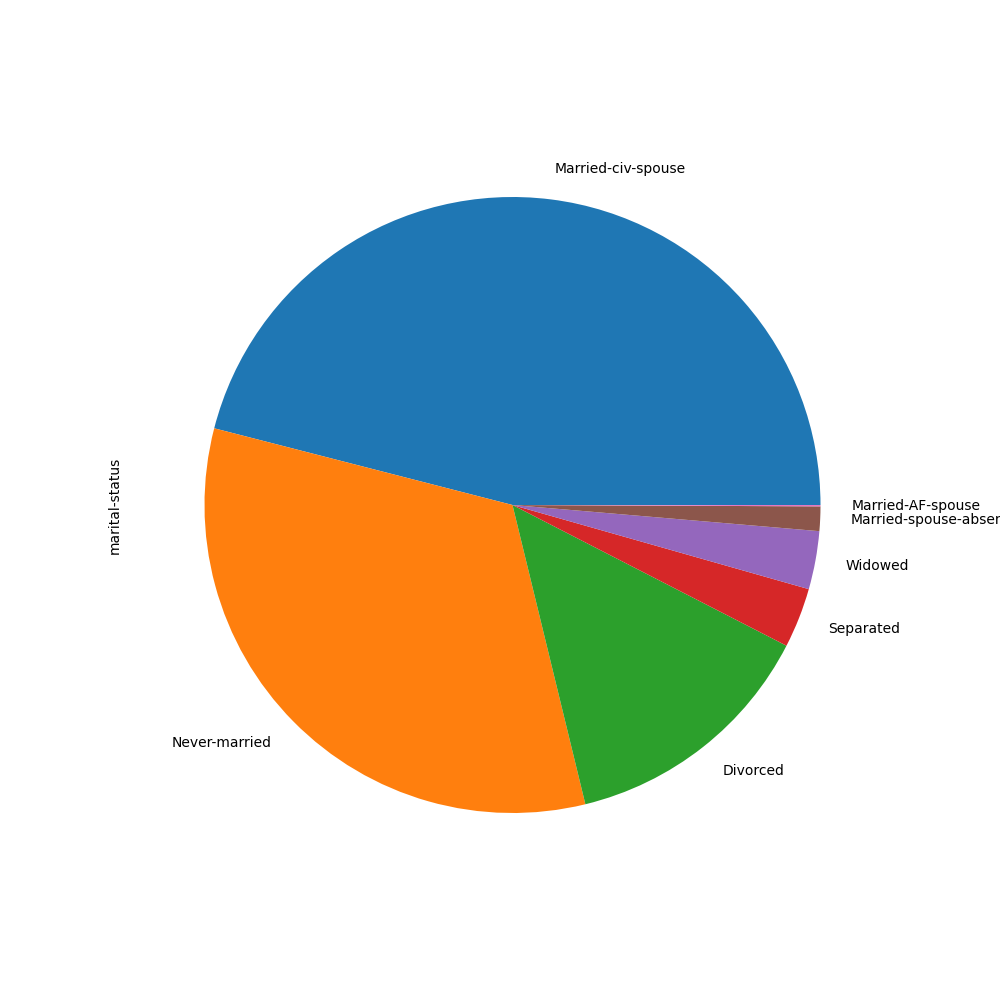 Married-civ-spouse
Married-AF-spouse
Married-spouse-abser
Widowed
marital-status
Separated
Never-married
Divorced